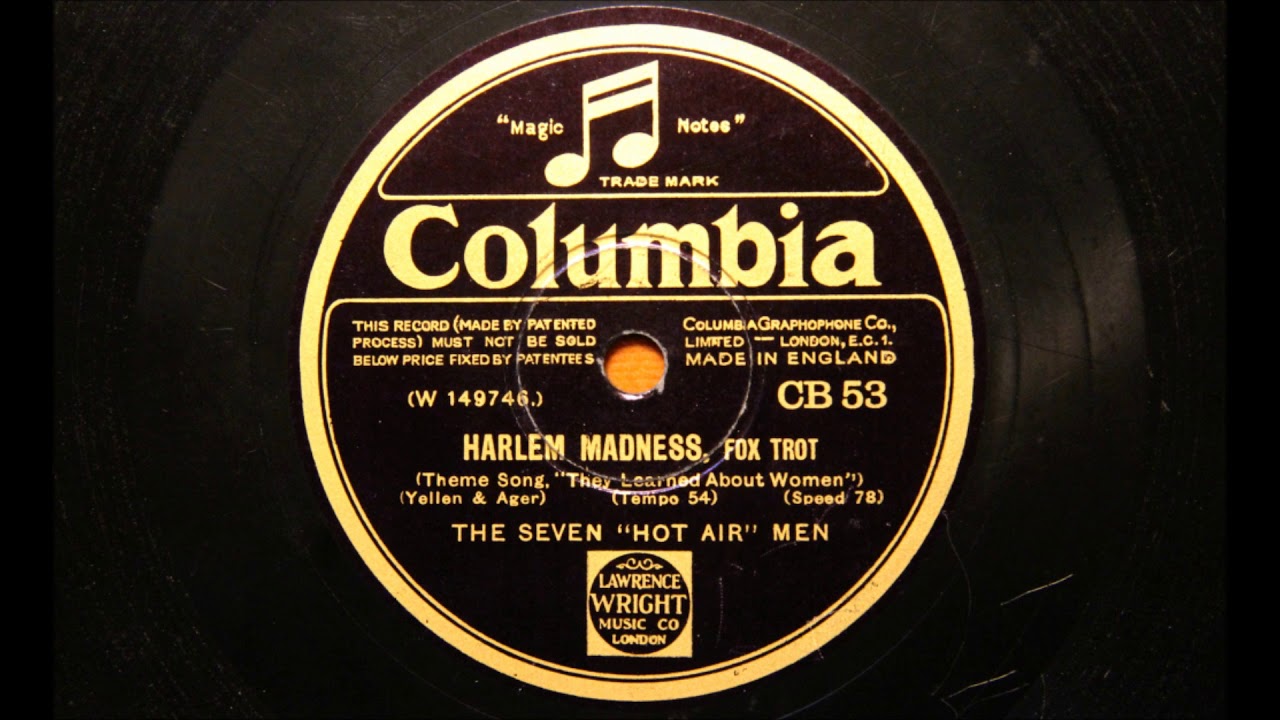 "Magic Notes"
TRADE MARK
Columbia
THIS RECORD (MADE BY PATENTED
PROCESS) MUST NOT BE SOLD
BELOW PRICE FIXED BY PATENTEES
COLUMBIA GRAPHOPHONE CO.,
LIMITED — LONDON, E.C.1.
MADE IN ENGLAND
(W 149746.)
CB 53
HARLEM MADNESS. FOX TROT
(Theme Song, "They Learned About Women")
(Yellen & Ager) (Tempo 54) (Speed 78)
THE SEVEN "HOT AIR" MEN
LAWRENCE
WRIGHT
MUSIC CO
LONDON